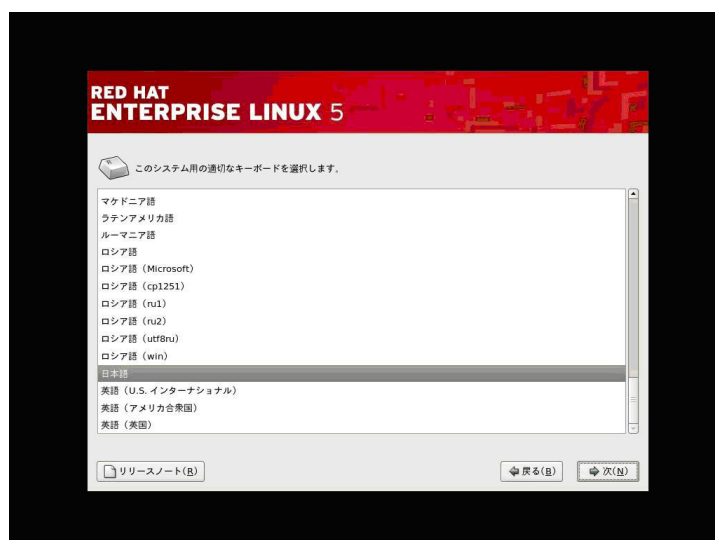 RED HAT
ENTERPRISE LINUX 5
このシステム用の適切なキーボードを選択します。
マケドニア語
ラテンアメリカ語
ルーマニア語
ロシア語
ロシア語 (Microsoft)
ロシア語 (cp1251)
ロシア語 (ru1)
ロシア語 (ru2)
ロシア語 (utf8ru)
ロシア語 (win)
日本語
英語 (U.S. インターナショナル)
英語 (アメリカ合衆国)
英語 (英国)
リリースノート(R) 戻る(B) 次(N)